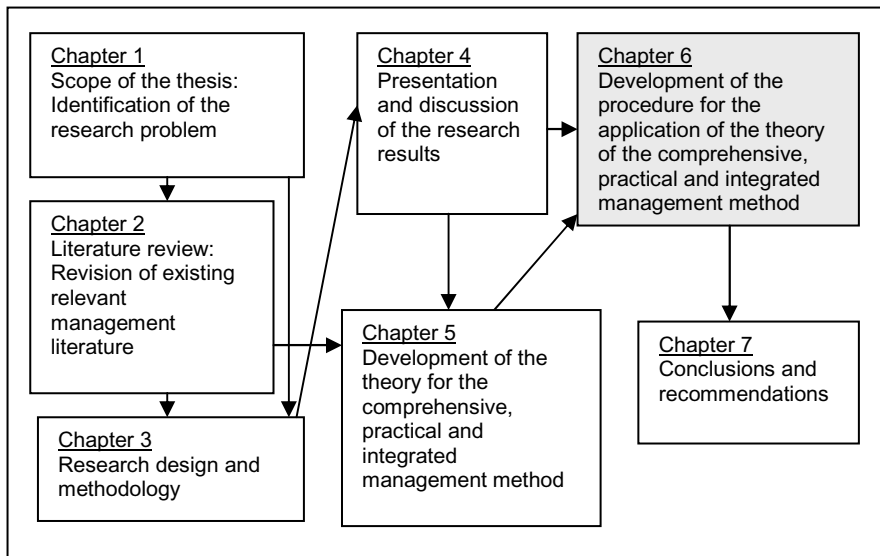 Chapter 1
Scope of the thesis:
Identification of the
research problem
Chapter 2
Literature review:
Revision of existing
relevant
management
literature
Chapter 3
Research design and
methodology
Chapter 4
Presentation
and discussion
of the research
results
Chapter 5
Development of the
theory for the
comprehensive,
practical and
integrated
management method
Chapter 6
Development of the
procedure for the
application of the theory
of the comprehensive,
practical and integrated
management method
Chapter 7
Conclusions and
recommendations